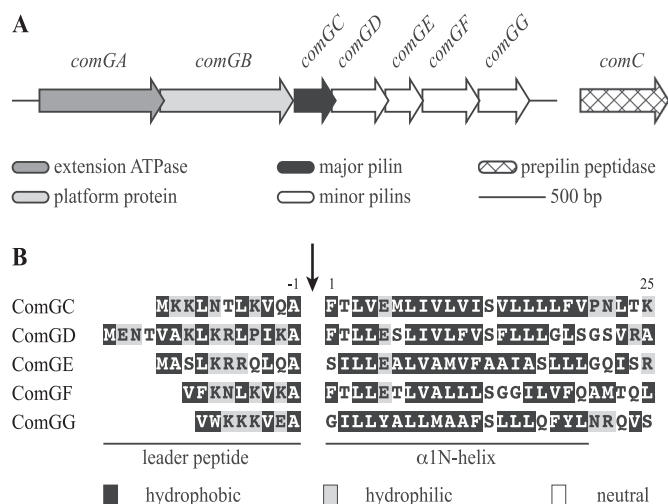 A
comGA comGB comGC comGD comGE comGF comGG comC
extension ATPase major pilin prepilin peptidase
platform protein minor pilins 500 bp
B
-1 1 25
ComGC MKKLNTLKVQA FTLVEMLIVLVISVLLLLFVPNLTK
ComGD MENTVAKLKRLPIKA FTLLESLIVLFVSFLLLGLSGSVRA
ComGE MASLKRRQLQA SILLEALVAMVFAAIASLLLGQISR
ComGF VFKNLKVKA FTLLETLVALLLSGGILVFQAMTQL
ComGG VWKKKVEA GILLYALLMAAFSLLLQFYLNRQVS
leader peptide α1N-helix
hydrophobic hydrophilic neutral